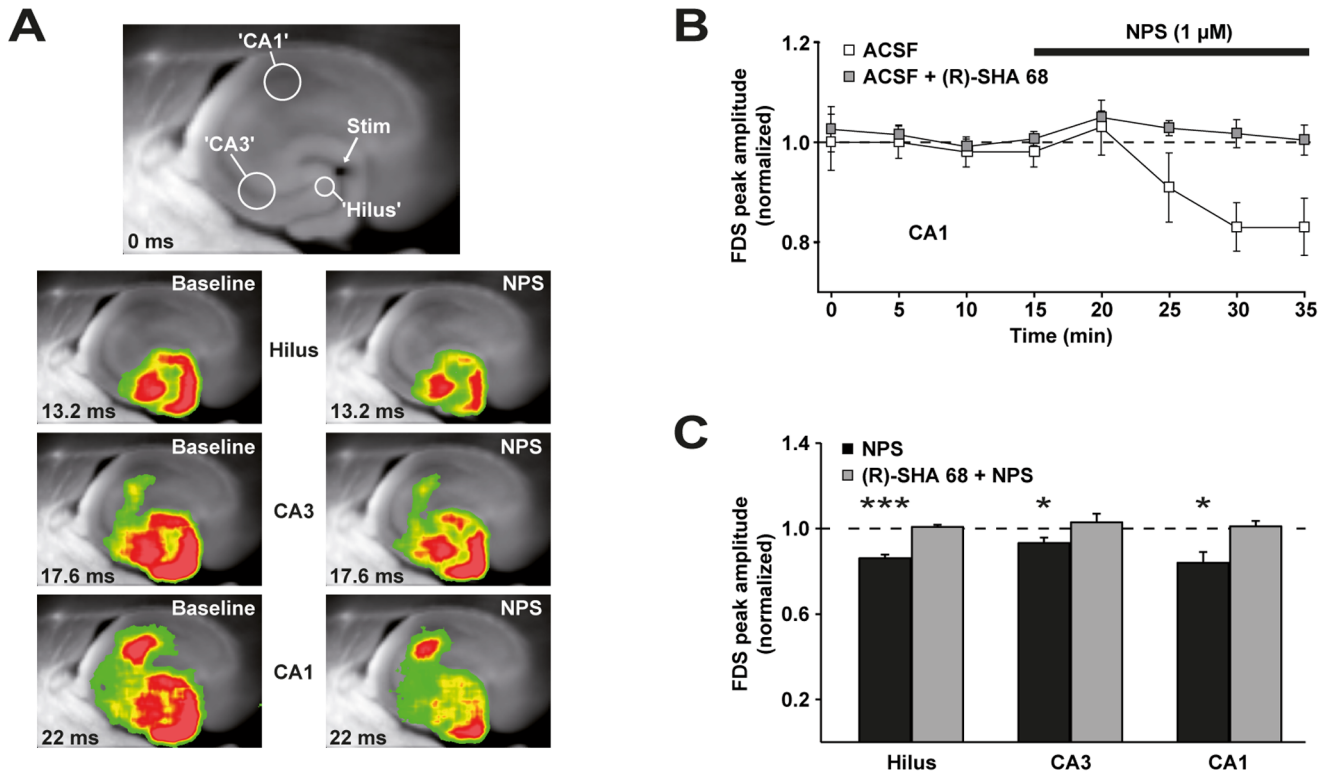 A
'CA1'
'CA3'
Stim
'Hilus'
0 ms
Baseline
NPS
Hilus
13.2 ms
13.2 ms
Baseline
NPS
CA3
17.6 ms
17.6 ms
Baseline
NPS
CA1
22 ms
22 ms
B
NPS (1 µM)
ACSF
ACSF + (R)-SHA 68
FDS peak amplitude
(normalized)
1.2
1.0
0.8
CA1
0 5 10 15 20 25 30 35
Time (min)
C
NPS
(R)-SHA 68 + NPS
FDS peak amplitude
(normalized)
1.4
1.0
0.6
0.2
*** * *
Hilus CA3 CA1